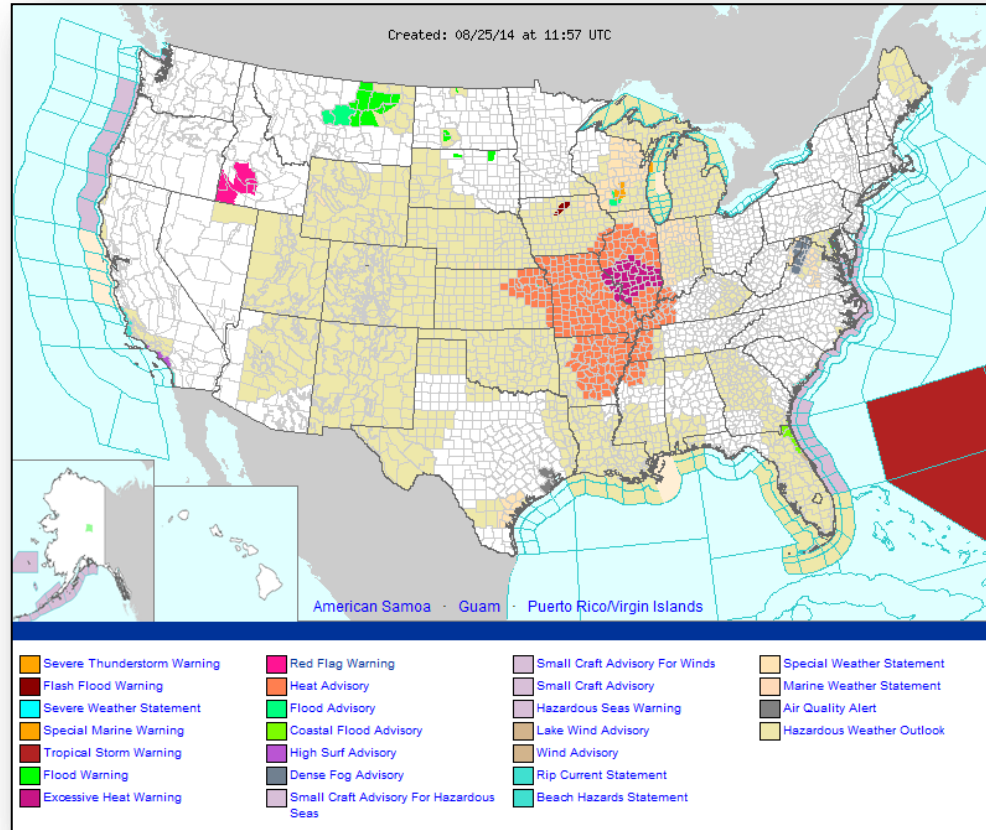 Created: 08/25/14 at 11:57 UTC
American Samoa · Guam · Puerto Rico/Virgin Islands
Severe Thunderstorm Warning
Flash Flood Warning
Severe Weather Statement
Special Marine Warning
Tropical Storm Warning
Flood Warning
Excessive Heat Warning
Red Flag Warning
Heat Advisory
Flood Advisory
Coastal Flood Advisory
High Surf Advisory
Dense Fog Advisory
Small Craft Advisory For Hazardous
Seas
Small Craft Advisory For Winds
Small Craft Advisory
Hazardous Seas Warning
Lake Wind Advisory
Wind Advisory
Rip Current Statement
Beach Hazards Statement
Special Weather Statement
Marine Weather Statement
Air Quality Alert
Hazardous Weather Outlook